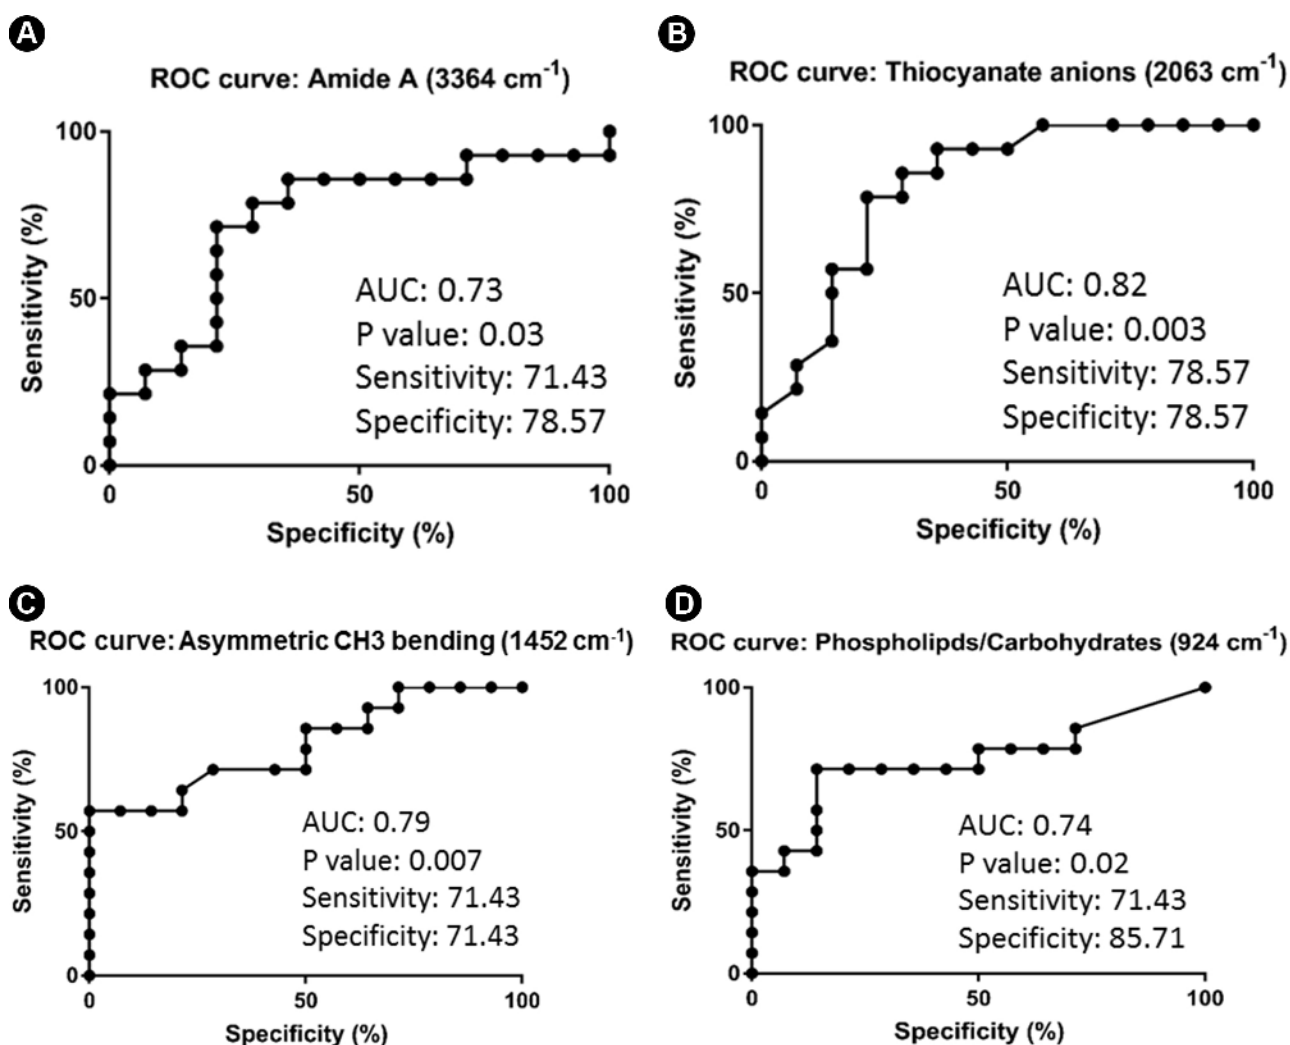 A
ROC curve: Amide A (3364 cm-1)
100
50
0
Sensitivity (%)
AUC: 0.73
P value: 0.03
Sensitivity: 71.43
Specificity: 78.57
0 50 100
Specificity (%)
B
ROC curve: Thiocyanate anions (2063 cm-1)
100
50
0
Sensitivity (%)
AUC: 0.82
P value: 0.003
Sensitivity: 78.57
Specificity: 78.57
0 50 100
Specificity (%)
C
ROC curve: Asymmetric CH3 bending (1452 cm-1)
100
50
0
Sensitivity (%)
AUC: 0.79
P value: 0.007
Sensitivity: 71.43
Specificity: 71.43
0 50 100
Specificity (%)
D
ROC curve: Phospholipds/Carbohydrates (924 cm-1)
100
50
0
Sensitivity (%)
AUC: 0.74
P value: 0.02
Sensitivity: 71.43
Specificity: 85.71
0 50 100
Specificity (%)